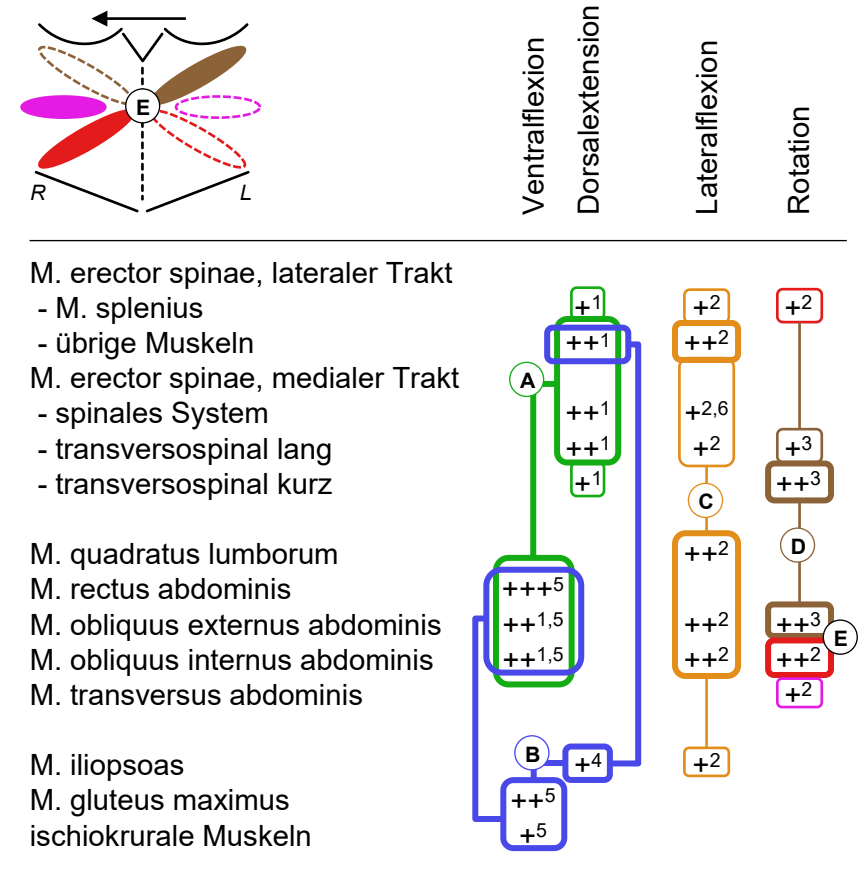 E
R L
Ventralflexion
Dorsalextension
Lateralflexion
Rotation
M. erector spinae, lateraler Trakt
- M. splenius +1 +2 +2
- übrige Muskeln ++1 ++2
M. erector spinae, medialer Trakt A
- spinales System ++1 +2,6
- transversospinal lang ++1 +2 +3
- transversospinal kurz +1 ++3
C
D
M. quadratus lumborum ++2
M. rectus abdominis +++5
M. obliquus externus abdominis ++1,5 ++2 ++3
E
M. obliquus internus abdominis ++1,5 ++2 ++2
M. transversus abdominis +2
B
M. iliopsoas +4 +2
M. gluteus maximus ++5
ischiokrurale Muskeln +5